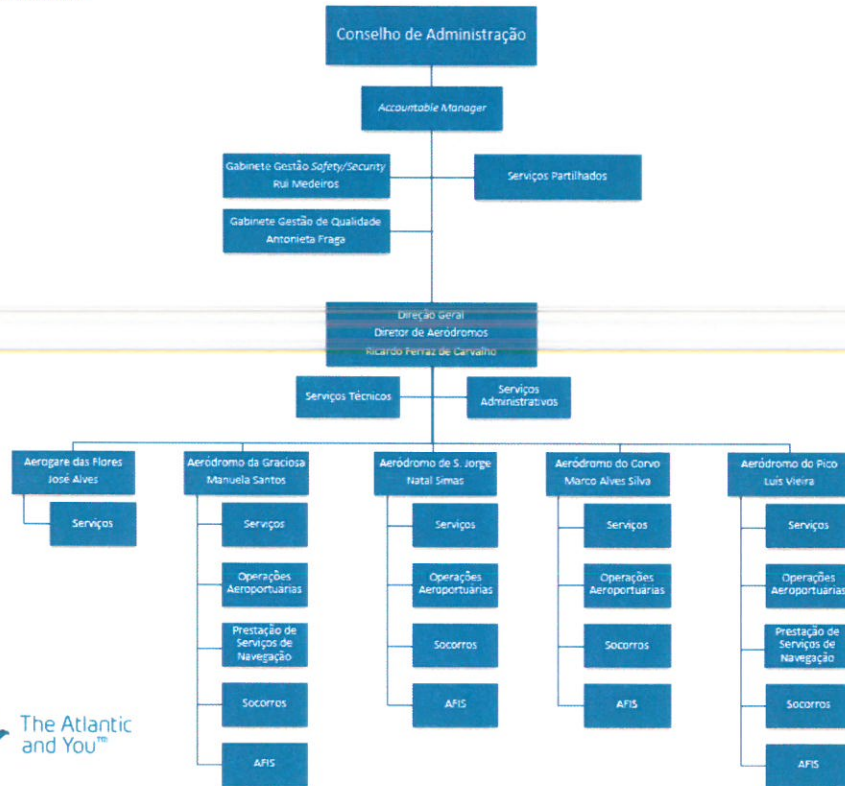 Conselho de Administração
Accountable Manager
Gabinete Gestão Safety/Security
Rui Medeiros
Serviços Partilhados
Gabinete Gestão de Qualidade
Antonieta Fraga
Direção Geral
Diretor de Aeródromos
Ricardo Ferraz de Carvalho
Serviços Técnicos
Serviços
Administrativos
Aerogare das Flores
José Alves
Serviços
Aeródromo da Graciosa
Manuela Santos
Serviços
Operações
Aeroportuárias
Prestação de
Serviços de
Navegação
Socorros
AFIS
Aeródromo de S. Jorge
Natal Simas
Serviços
Operações
Aeroportuárias
Socorros
AFIS
Aeródromo do Corvo
Marco Alves Silva
Serviços
Operações
Aeroportuárias
Socorros
AFIS
Aeródromo do Pico
Luís Vieira
Serviços
Operações
Aeroportuárias
Prestação de
Serviços de
Navegação
Socorros
AFIS
The Atlantic
and You™